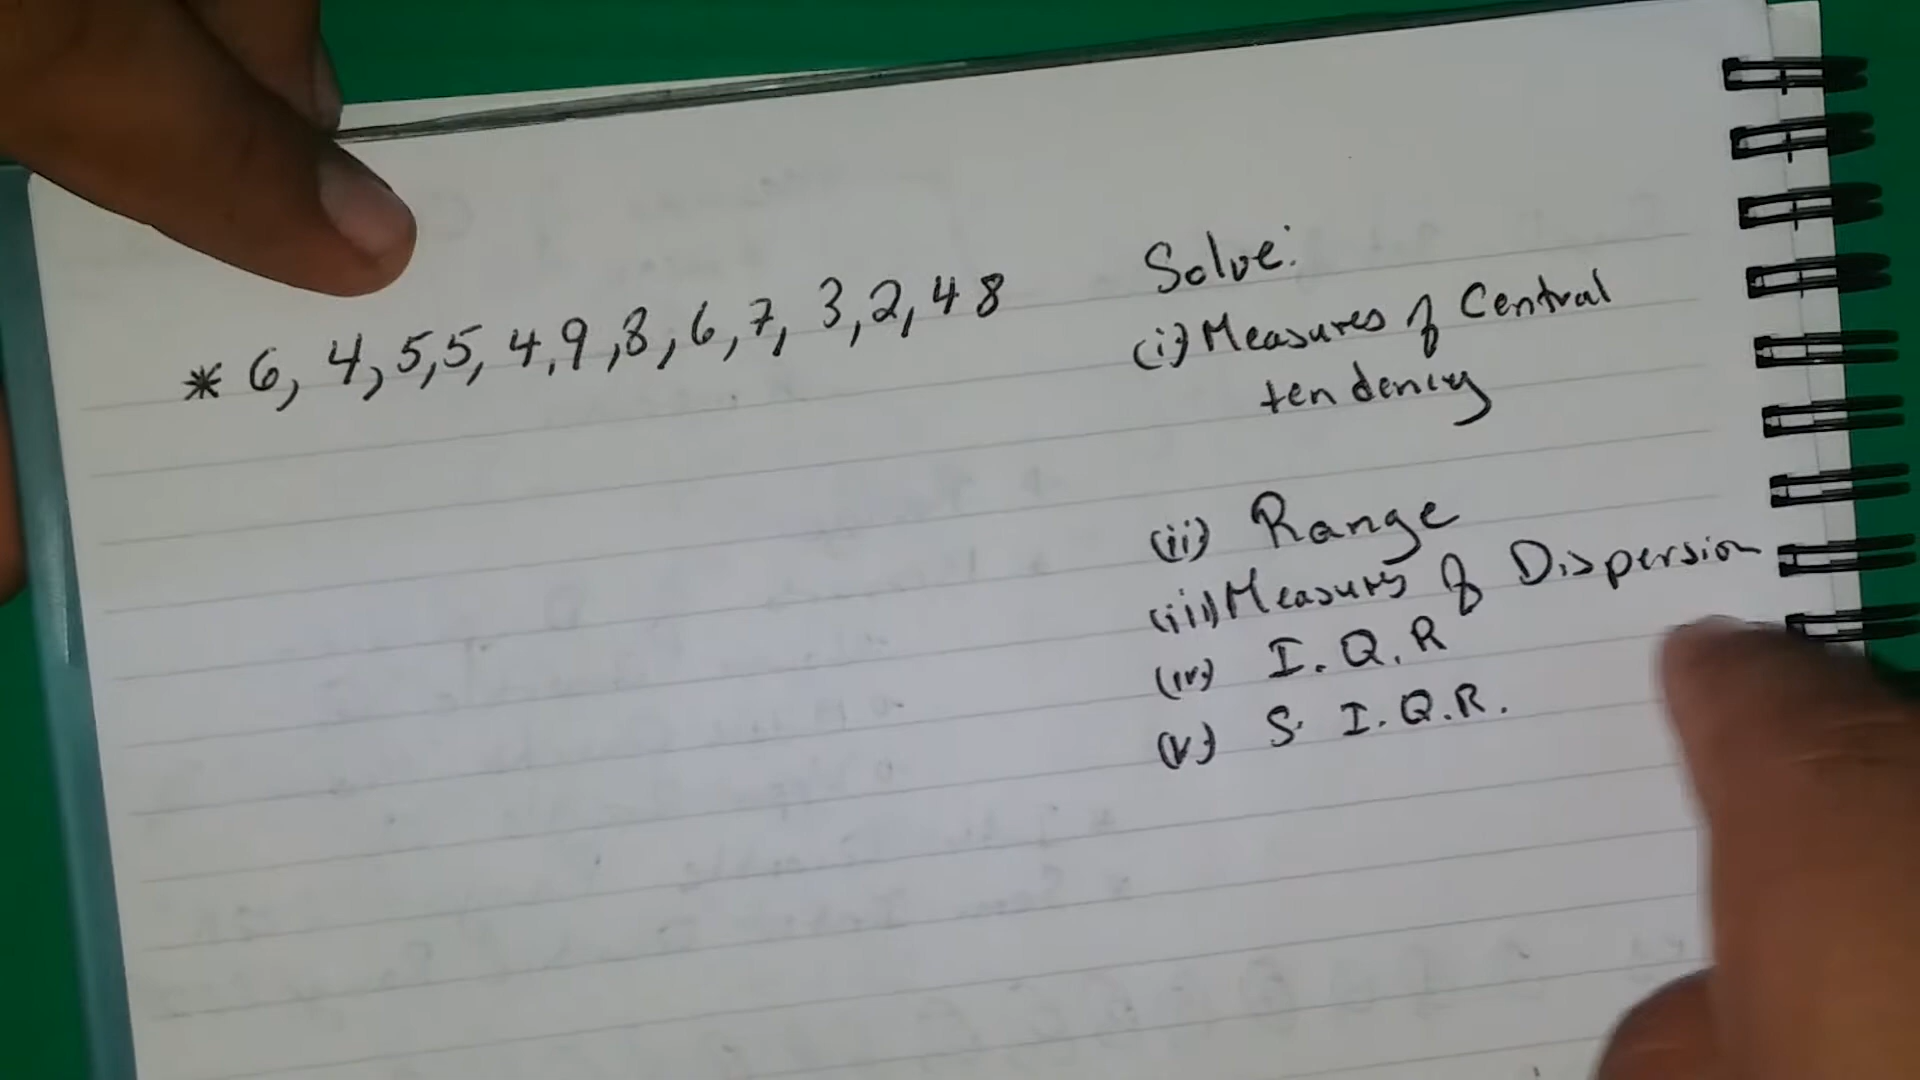 * 6, 4, 5, 5, 4, 9, 8, 6, 7, 3, 2, 4 8
Solve:
(i) Measures of Central
tendency
(ii) Range
(iii) Measures of Dispersion
(iv) I.Q.R
(v) S. I.Q.R.